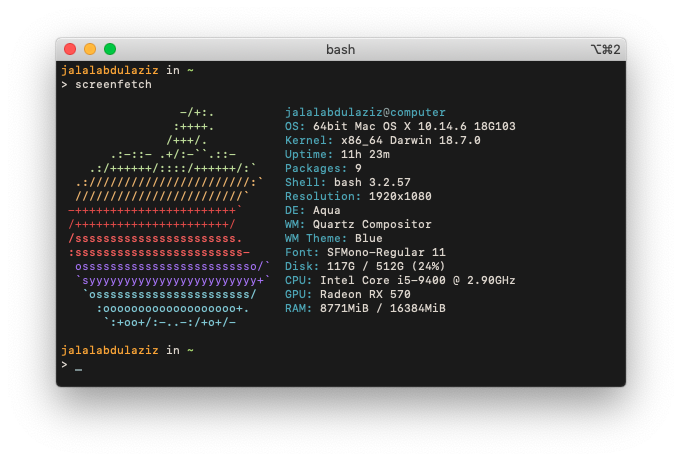 bash
⌥⌘2
jalalabdulaziz in ~
> screenfetch
-/+:. jalalabdulaziz@computer
:++++. OS: 64bit Mac OS X 10.14.6 18G103
/+++/. Kernel: x86_64 Darwin 18.7.0
.:-::- .+/:-``.::- Uptime: 11h 23m
.:/++++++/::::/++++++/:` Packages: 9
.:///////////////////////:` Shell: bash 3.2.57
////////////////////////` Resolution: 1920x1080
-+++++++++++++++++++++++` DE: Aqua
/++++++++++++++++++++++/ WM: Quartz Compositor
/sssssssssssssssssssssss. WM Theme: Blue
:ssssssssssssssssssssssss- Font: SFMono-Regular 11
osssssssssssssssssssssssso/` Disk: 117G / 512G (24%)
`syyyyyyyyyyyyyyyyyyyyyyyy+` CPU: Intel Core i5-9400 @ 2.90GHz
`ossssssssssssssssssssss/ GPU: Radeon RX 570
:ooooooooooooooooooo+. RAM: 8771MiB / 16384MiB
`:+oo+/:-..-:/+o+/-
jalalabdulaziz in ~
> _